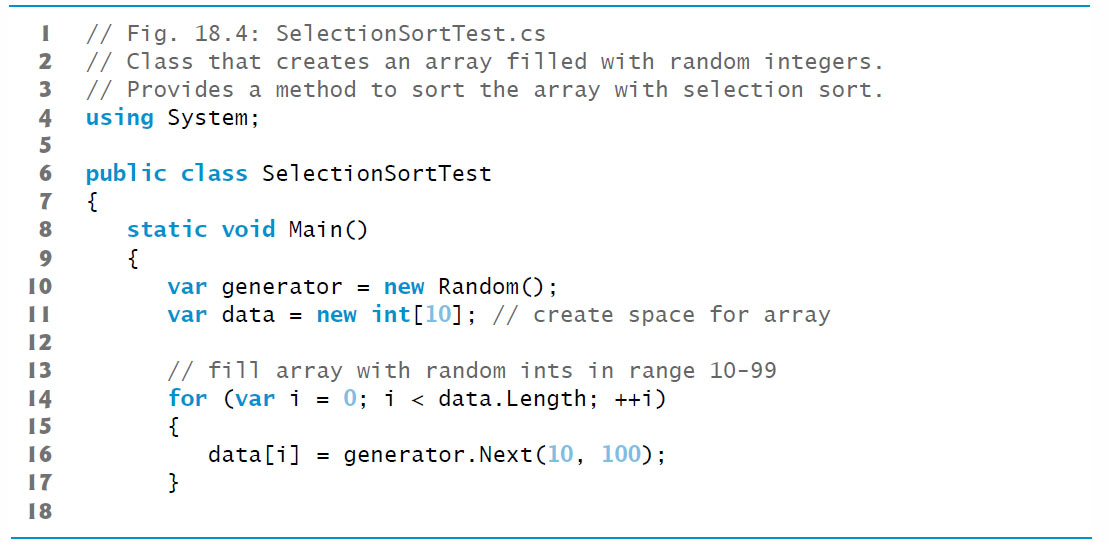 1 // Fig. 18.4: SelectionSortTest.cs
2 // Class that creates an array filled with random integers.
3 // Provides a method to sort the array with selection sort.
4 using System;
5
6 public class SelectionSortTest
7 {
8    static void Main()
9    {
10       var generator = new Random();
11       var data = new int[10]; // create space for array
12
13       // fill array with random ints in range 10-99
14       for (var i = 0; i < data.Length; ++i)
15       {
16          data[i] = generator.Next(10, 100);
17       }
18